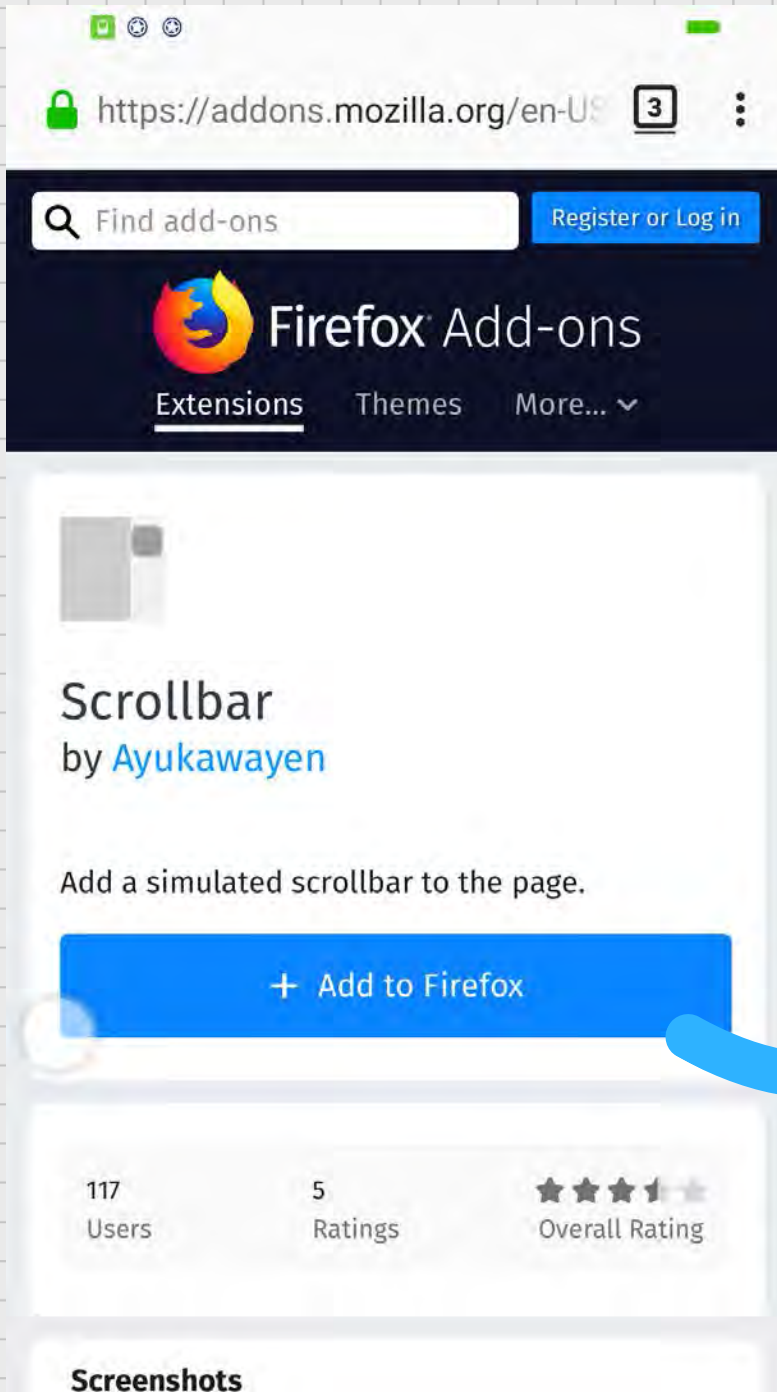 https://addons.mozilla.org/en-US
3
Find add-ons
Register or Log in
Firefox Add-ons
Extensions Themes More...
Scrollbar
by Ayukawayen
Add a simulated scrollbar to the page.
+ Add to Firefox
117 5
Users Ratings Overall Rating
Screenshots